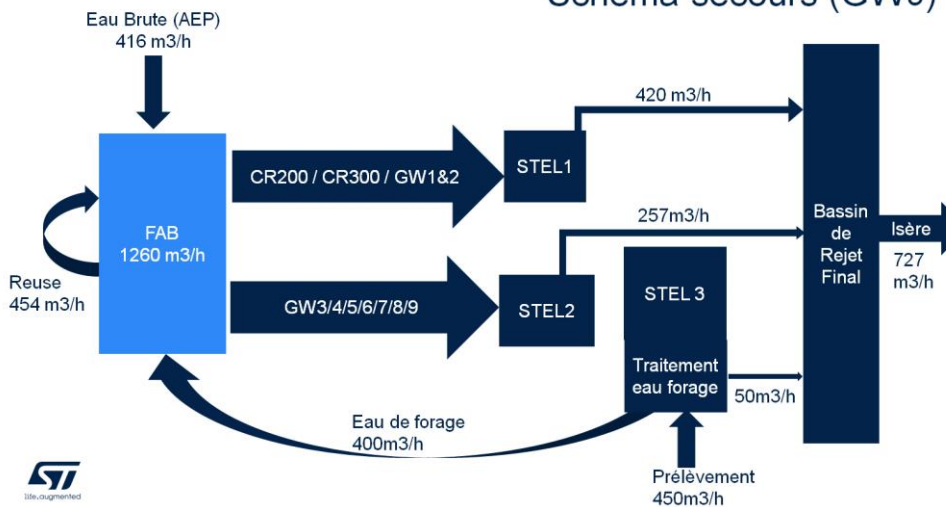 Schéma secours (GW9)
Eau Brute (AEP)
416 m3/h
420 m3/h
CR200 / CR300 / GW1&2
STEL1
FAB
1260 m3/h
257m3/h
Bassin
de
Rejet
Final
Isère
727
m3/h
Reuse
454 m3/h
GW3/4/5/6/7/8/9
STEL2
STEL 3
Traitement
eau forage
50m3/h
Eau de forage
400m3/h
Prélèvement
450m3/h
ST
life.augmented